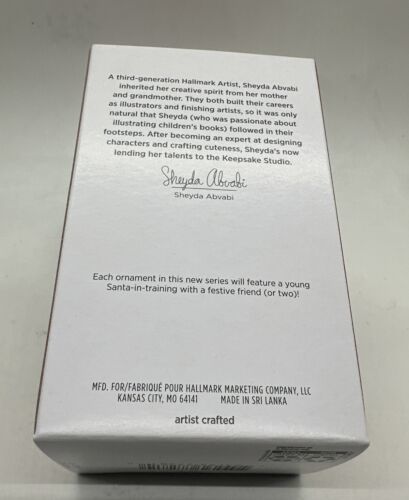 A third-generation Hallmark Artist, Sheyda Abvabi
inherited her creative spirit from her mother
and grandmother. They both built their careers
as illustrators and finishing artists, so it was only
natural that Sheyda (who was passionate about
illustrating children's books) followed in their
footsteps. After becoming an expert at designing
characters and crafting cuteness, Sheyda's now
lending her talents to the Keepsake Studio.
Sheyda Abvabi
Sheyda Abvabi
Each ornament in this new series will feature a young
Santa-in-training with a festive friend (or two)!
MFD. FOR/FABRIQUÉ POUR HALLMARK MARKETING COMPANY, LLC
KANSAS CITY, MO 64141 MADE IN SRI LANKA
artist crafted